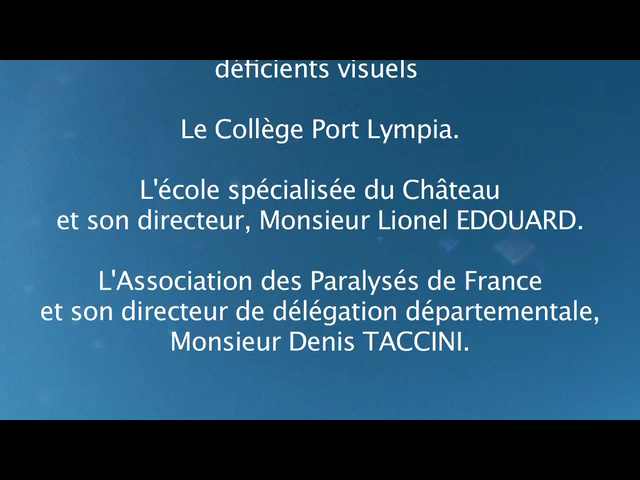 déficients visuels
Le Collège Port Lympia.
L'école spécialisée du Château
et son directeur, Monsieur Lionel EDOUARD.
L'Association des Paralysés de France
et son directeur de délégation départementale,
Monsieur Denis TACCINI.